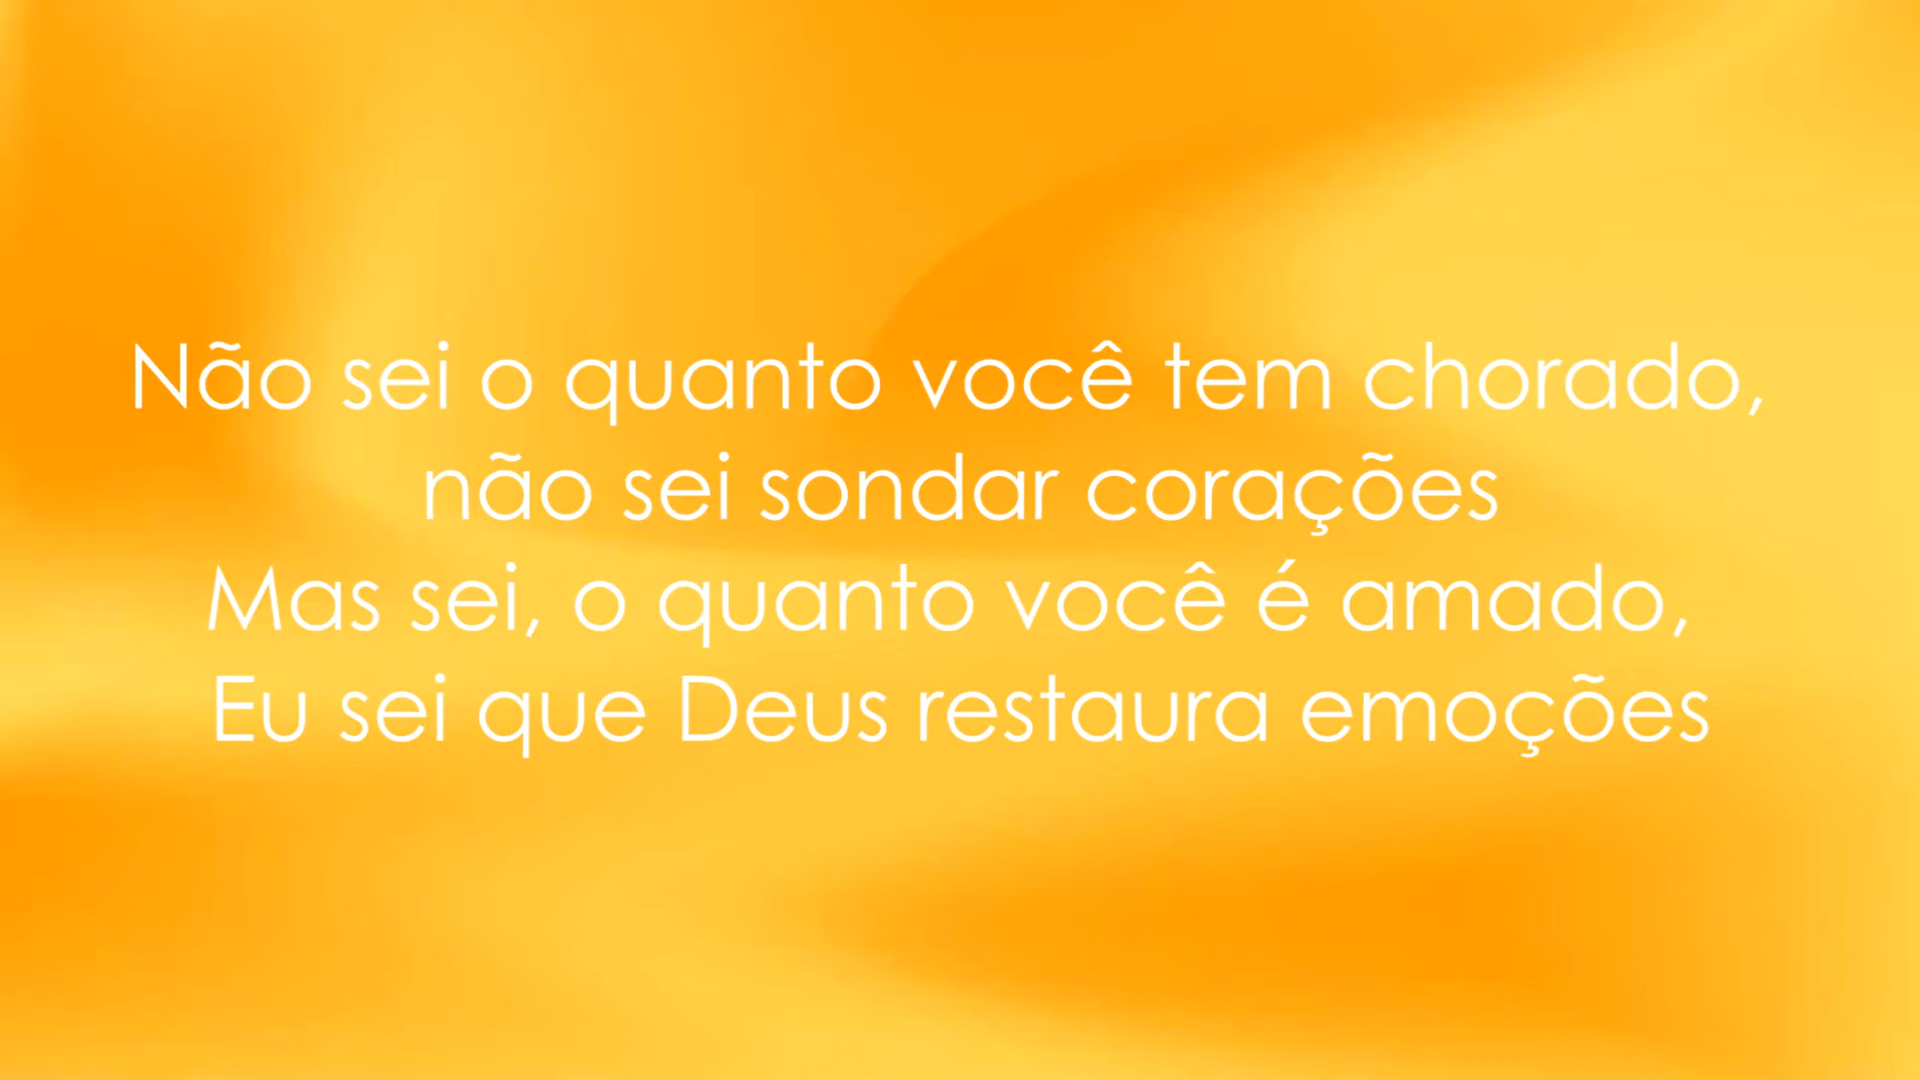 Não sei o quanto você tem chorado,
não sei sondar corações
Mas sei, o quanto você é amado,
Eu sei que Deus restaura emoções